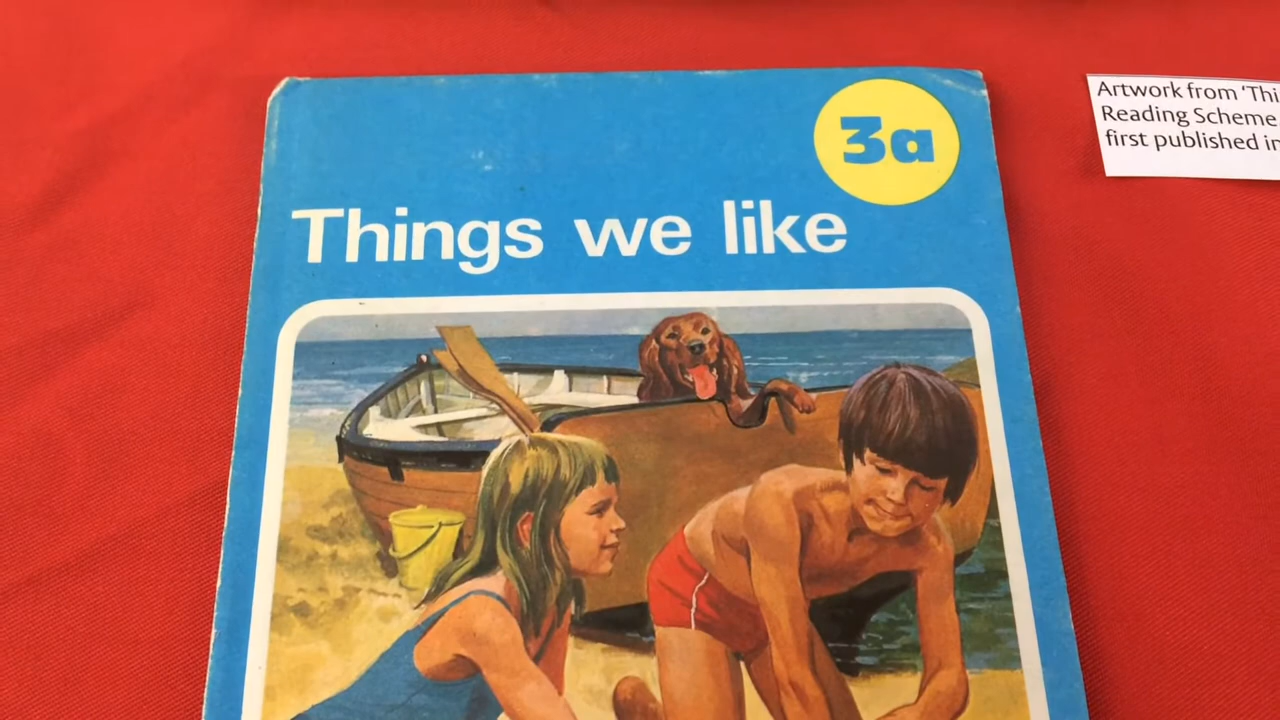 3a
Things we like
Artwork from 'Thi
Reading Scheme
first published in